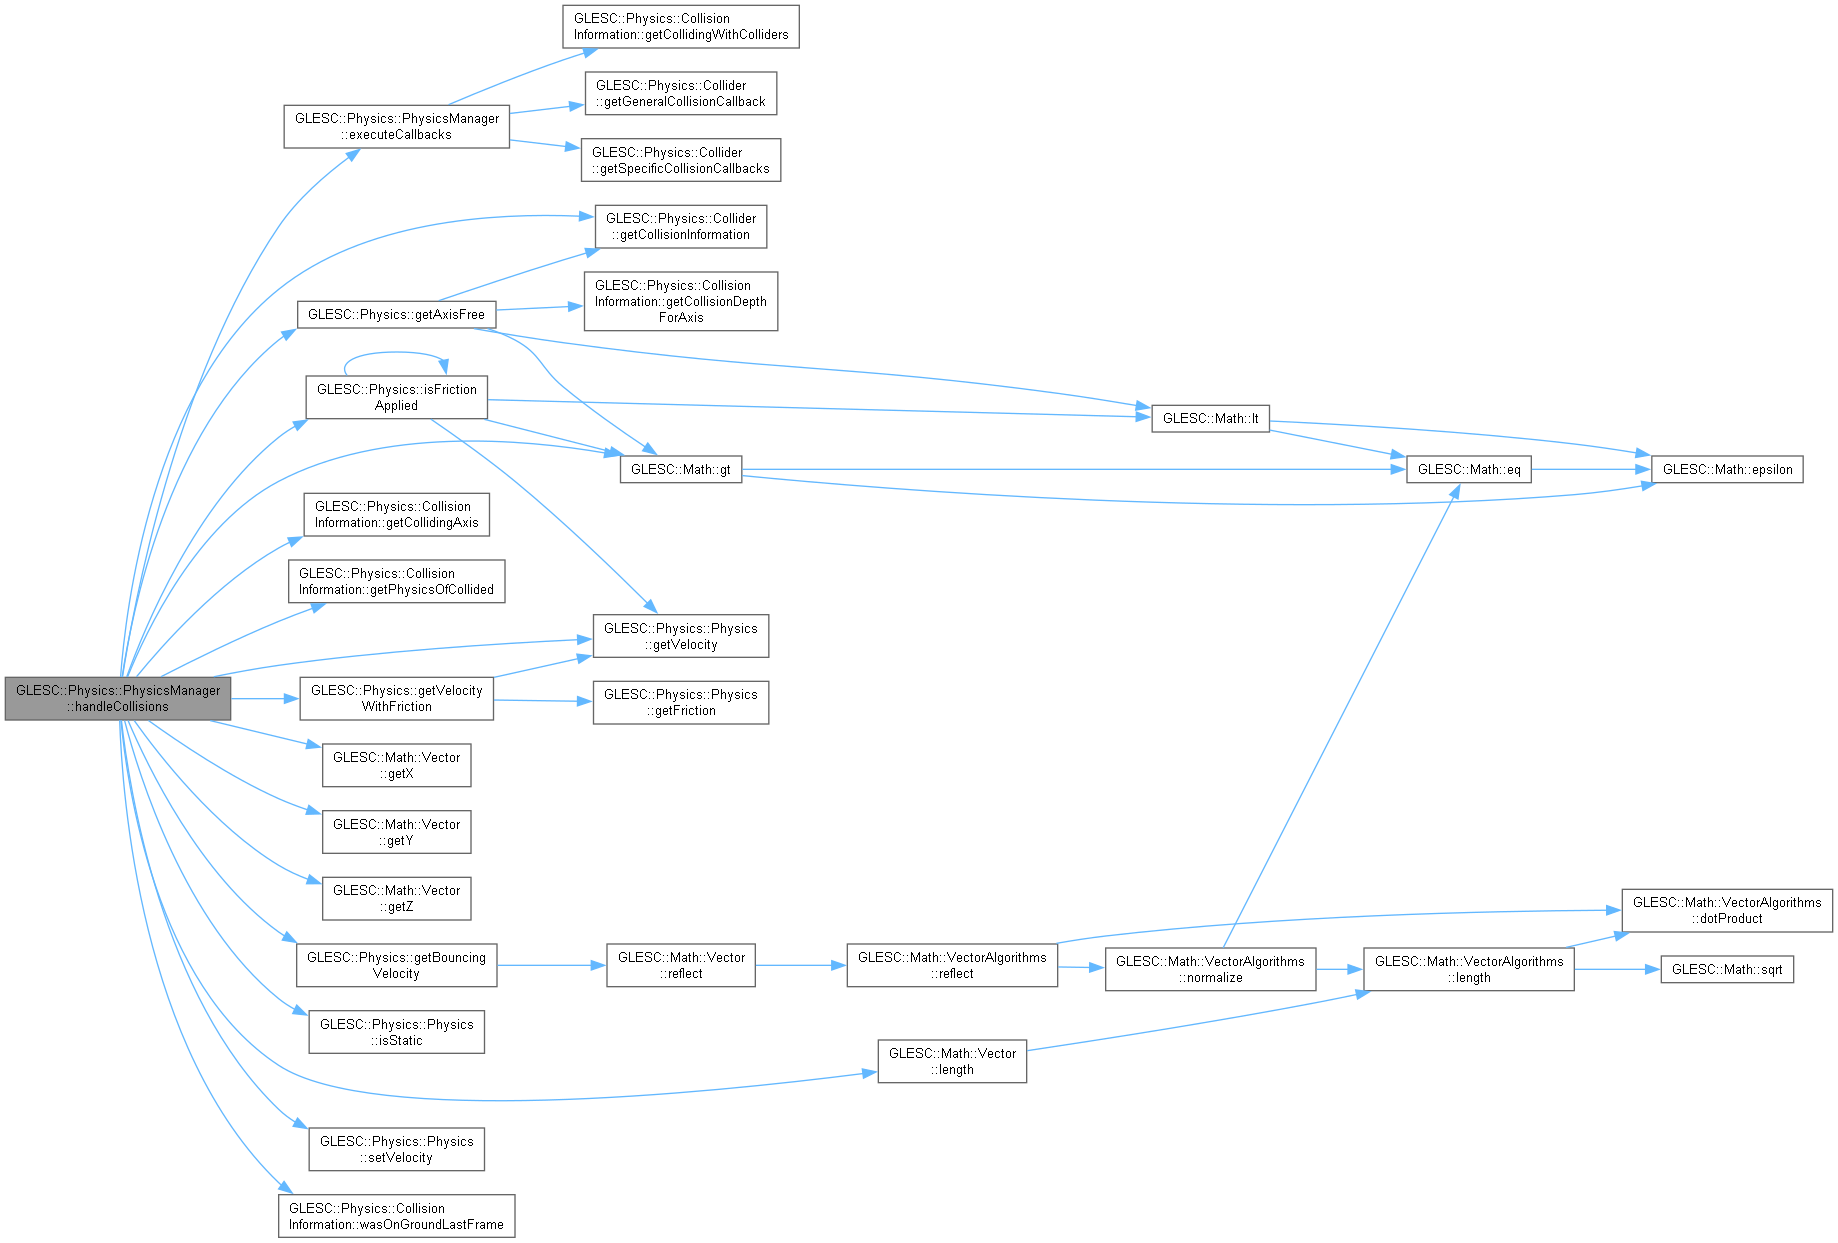 GLESC::Physics::Collision
Information::getCollidingWithColliders
GLESC::Physics::Collider
::getGeneralCollisionCallback
GLESC::Physics::PhysicsManager
::executeCallbacks
GLESC::Physics::Collider
::getSpecificCollisionCallbacks
GLESC::Physics::Collider
::getCollisionInformation
GLESC::Physics::getAxisFree
GLESC::Physics::Collision
Information::getCollisionDepth
ForAxis
GLESC::Physics::isFriction
Applied
GLESC::Math::lt
GLESC::Math::gt
GLESC::Math::eq
GLESC::Math::epsilon
GLESC::Physics::Collision
Information::getCollidingAxis
GLESC::Physics::Collision
Information::getPhysicsOfCollided
GLESC::Physics::Physics
::getVelocity
GLESC::Physics::PhysicsManager
::handleCollisions
GLESC::Physics::getVelocity
WithFriction
GLESC::Physics::Physics
::getFriction
GLESC::Math::Vector
::getX
GLESC::Math::Vector
::getY
GLESC::Math::Vector
::getZ
GLESC::Math::VectorAlgorithms
::dotProduct
GLESC::Physics::getBouncing
Velocity
GLESC::Math::Vector
::reflect
GLESC::Math::VectorAlgorithms
::reflect
GLESC::Math::VectorAlgorithms
::normalize
GLESC::Math::VectorAlgorithms
::length
GLESC::Math::sqrt
GLESC::Physics::Physics
::isStatic
GLESC::Math::Vector
::length
GLESC::Physics::Physics
::setVelocity
GLESC::Physics::Collision
Information::wasOnGroundLastFrame